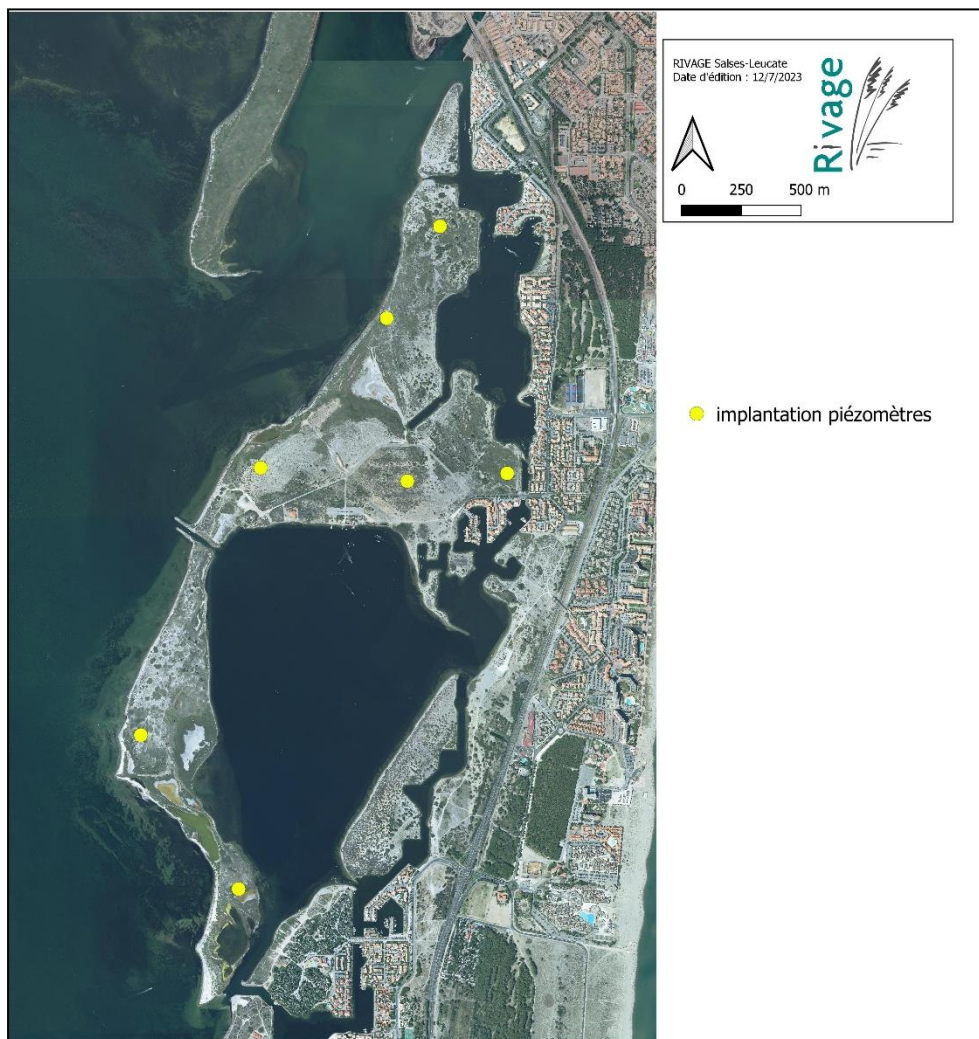 RIVAGE Salses-Leucate
Date d'édition : 12/7/2023
Rivage
0 250 500 m
implantation piézomètres